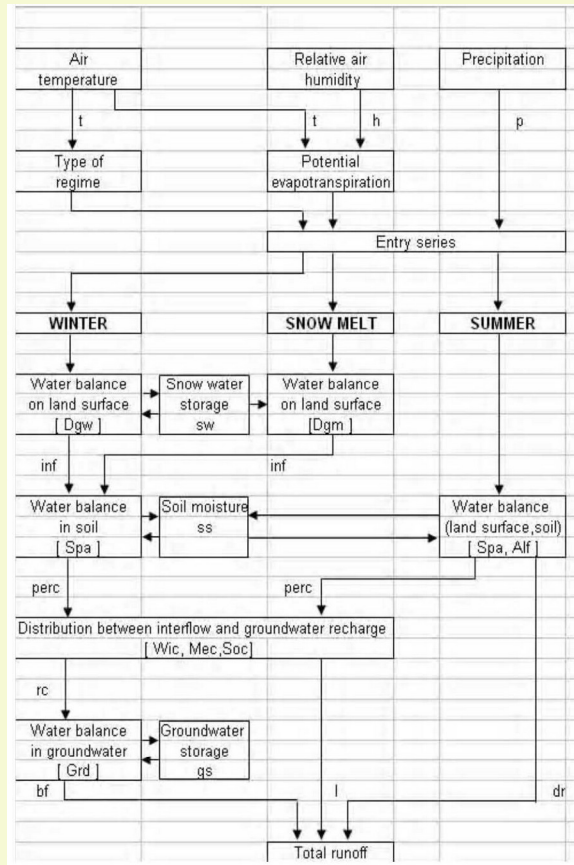 Air
temperature
Relative air
humidity
Precipitation
t
t
h
p
Type of
regime
Potential
evapotranspiration
Entry series
WINTER
SNOW MELT
SUMMER
Water balance
on land surface
[ Dgw ]
Snow water
storage
sw
Water balance
on land surface
[Dgm ]
inf
inf
Water balance
in soil
[ Spa ]
Soil moisture
ss
Water balance
(land surface,soil)
[ Spa, Alf ]
perc
perc
Distribution between interflow and groundwater recharge
[ Wic, Mec,Soc]
rc
Water balance
in groundwater
[ Grd ]
Groundwater
storage
gs
bf
I
dr
Total runoff